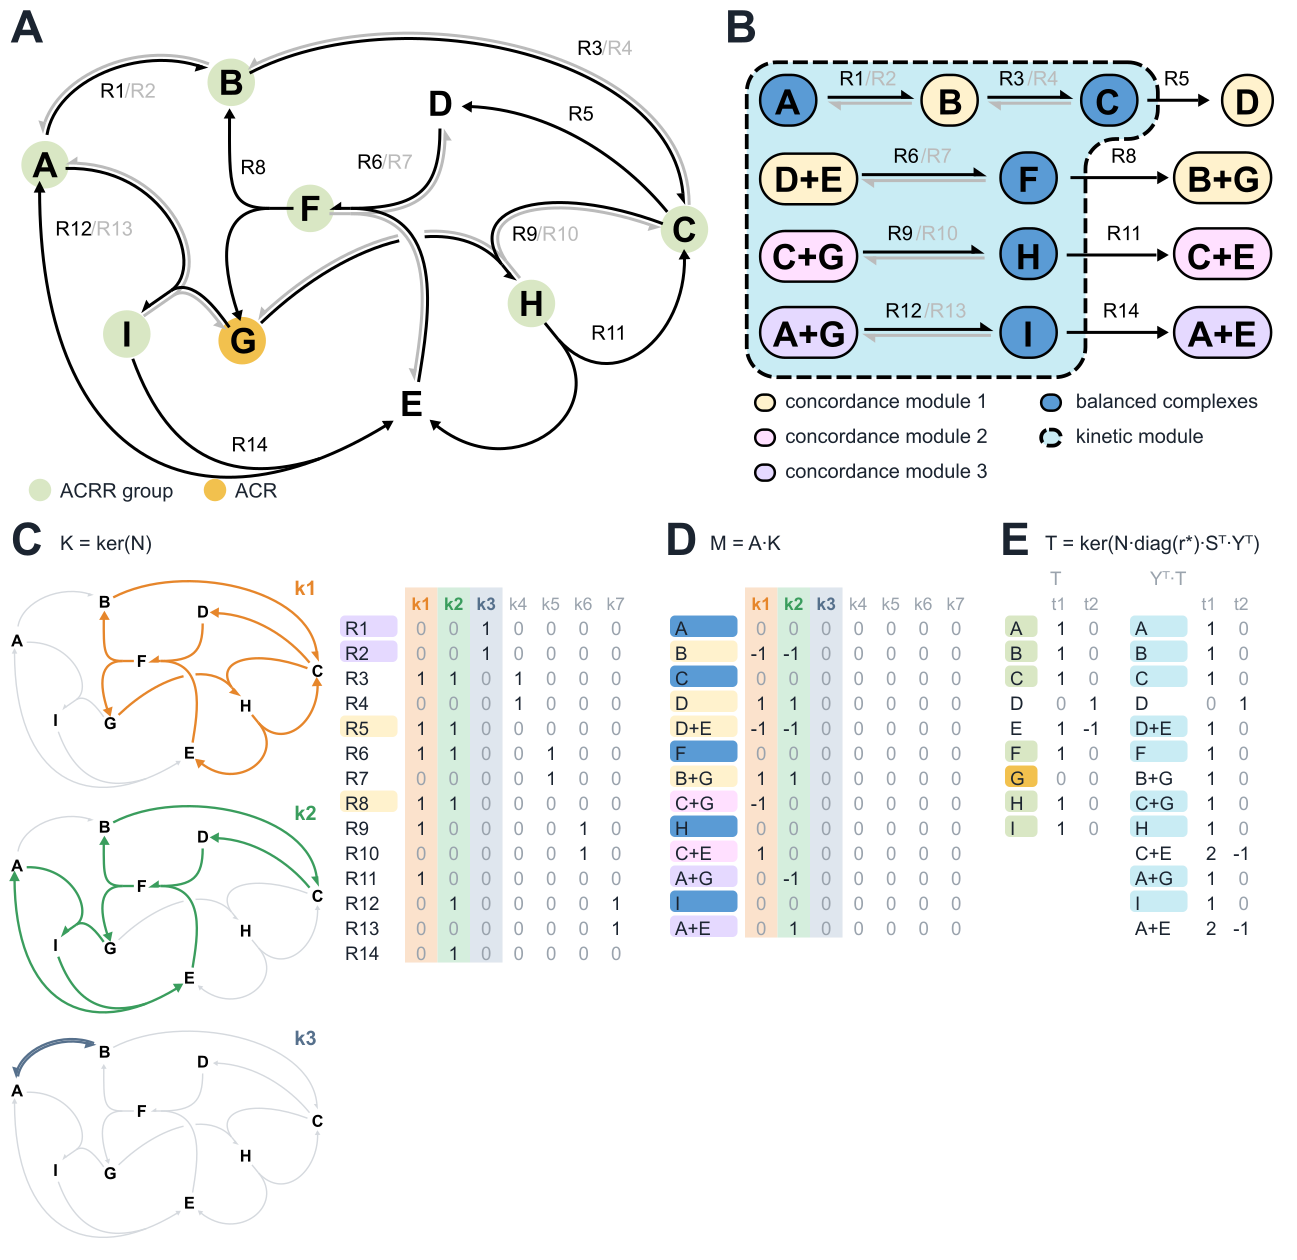 A
B
R3/R4
R1/R2
B
D
R5
A
R8
R6/R7
F
R12/R13
R9/R10
C
H
I
G
R11
E
R14
ACRR group
ACR
A R1/R2 B R3/R4 C R5 D
D+E R6/R7 F R8 B+G
C+G R9/R10 H R11 C+E
A+G R12/R13 I R14 A+E
concordance module 1
balanced complexes
concordance module 2
kinetic module
concordance module 3
C K = ker(N)
k1
B
D
A
F
C
H
I
G
E
k2
B
D
A
F
C
H
I
G
E
k3
B
D
A
F
C
H
I
G
E
k1 k2 k3 k4 k5 k6 k7
R1 0 0 1 0 0 0 0
R2 0 0 1 0 0 0 0
R3 1 1 0 1 0 0 0
R4 0 0 0 1 0 0 0
R5 1 1 0 0 0 0 0
R6 1 1 0 0 1 0 0
R7 0 0 0 0 1 0 0
R8 1 1 0 0 0 0 0
R9 1 0 0 0 0 1 0
R10 0 0 0 0 0 1 0
R11 1 0 0 0 0 0 0
R12 0 1 0 0 0 0 1
R13 0 0 0 0 0 0 1
R14 0 1 0 0 0 0 0
D M = A·K
k1 k2 k3 k4 k5 k6 k7
A 0 0 0 0 0 0 0
B -1 -1 0 0 0 0 0
C 0 0 0 0 0 0 0
D 1 1 0 0 0 0 0
D+E -1 -1 0 0 0 0 0
F 0 0 0 0 0 0 0
B+G 1 1 0 0 0 0 0
C+G -1 0 0 0 0 0 0
H 0 0 0 0 0 0 0
C+E 1 0 0 0 0 0 0
A+G 0 -1 0 0 0 0 0
I 0 0 0 0 0 0 0
A+E 0 1 0 0 0 0 0
E T = ker(N·diag(r*)·Sᵀ·Yᵀ)
T Yᵀ·T
t1 t2 t1 t2
A 1 0 A 1 0
B 1 0 B 1 0
C 1 0 C 1 0
D 0 1 D 0 1
E 1 -1 D+E 1 0
F 1 0 F 1 0
G 0 0 B+G 1 0
H 1 0 C+G 1 0
I 1 0 H 1 0
C+E 2 -1
A+G 1 0
I 1 0
A+E 2 -1